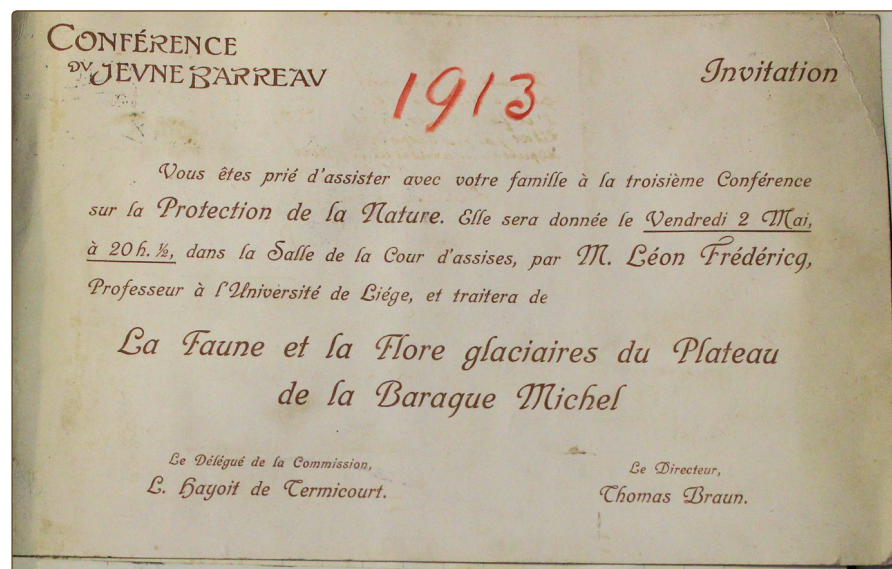 CONFÉRENCE
DU JEUNE BARREAU
1913
Invitation
Vous êtes prié d'assister avec votre famille à la troisième Conférence
sur la Protection de la Nature. Elle sera donnée le Vendredi 2 Mai,
à 20 h. ½, dans la Salle de la Cour d'assises, par M. Léon Frédéricq,
Professeur à l'Université de Liége, et traitera de
La Faune et la Flore glaciaires du Plateau
de la Baraque Michel
Le Délégué de la Commission,
L. Hayoit de Termicourt.
Le Directeur,
Thomas Braun.